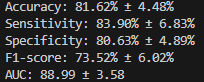 Accuracy: 81.62% ± 4.48%
Sensitivity: 83.90% ± 6.83%
Specificity: 80.63% ± 4.89%
F1-score: 73.52% ± 6.02%
AUC: 88.99 ± 3.58